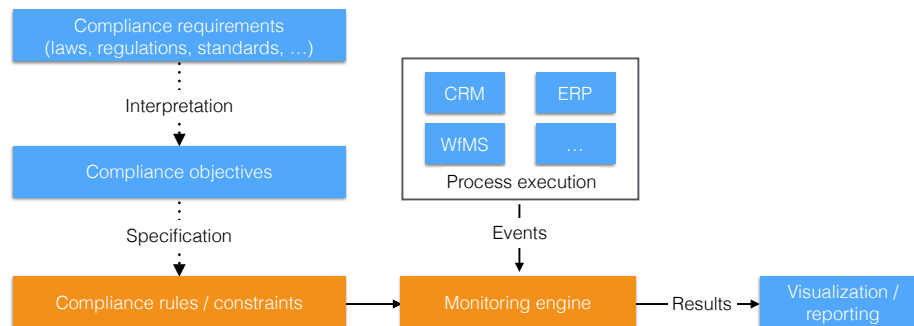 Compliance requirements
(laws, regulations, standards, …)
Interpretation
Compliance objectives
Specification
Compliance rules / constraints
CRM
ERP
WfMS
…
Process execution
Events
Monitoring engine
Results
Visualization /
reporting